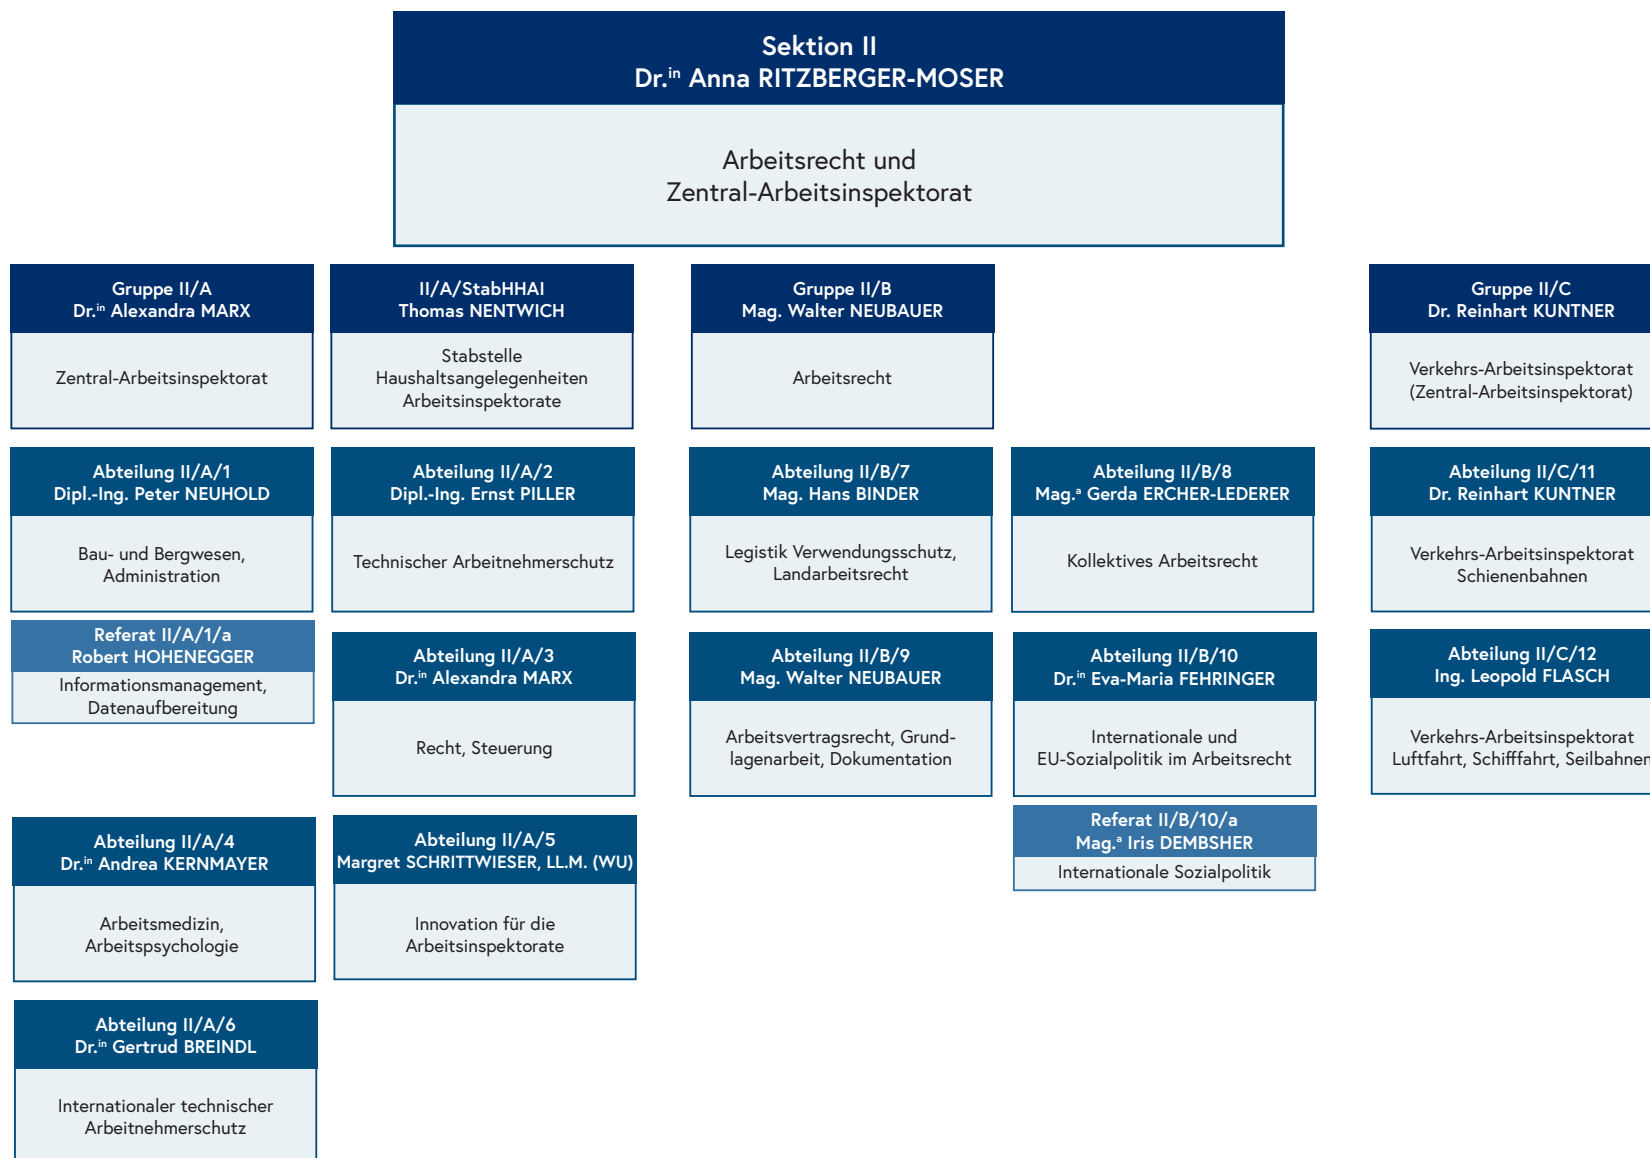 Sektion II
Dr.in Anna RITZBERGER-MOSER
Arbeitsrecht und
Zentral-Arbeitsinspektorat
Gruppe II/A
Dr.in Alexandra MARX
Zentral-Arbeitsinspektorat
II/A/StabHHAI
Thomas NENTWICH
Stabstelle
Haushaltsangelegenheiten
Arbeitsinspektorate
Gruppe II/B
Mag. Walter NEUBAUER
Arbeitsrecht
Gruppe II/C
Dr. Reinhart KUNTNER
Verkehrs-Arbeitsinspektorat
(Zentral-Arbeitsinspektorat)
Abteilung II/A/1
Dipl.-Ing. Peter NEUHOLD
Bau- und Bergwesen,
Administration
Abteilung II/A/2
Dipl.-Ing. Ernst PILLER
Technischer Arbeitnehmerschutz
Abteilung II/B/7
Mag. Hans BINDER
Legistik Verwendungsschutz,
Landarbeitsrecht
Abteilung II/B/8
Mag.a Gerda ERCHER-LEDERER
Kollektives Arbeitsrecht
Abteilung II/C/11
Dr. Reinhart KUNTNER
Verkehrs-Arbeitsinspektorat
Schienenbahnen
Referat II/A/1/a
Robert HOHENEGGER
Informationsmanagement,
Datenaufbereitung
Abteilung II/A/3
Dr.in Alexandra MARX
Recht, Steuerung
Abteilung II/B/9
Mag. Walter NEUBAUER
Arbeitsvertragsrecht, Grund-
lagenarbeit, Dokumentation
Abteilung II/B/10
Dr.in Eva-Maria FEHRINGER
Internationale und
EU-Sozialpolitik im Arbeitsrecht
Abteilung II/C/12
Ing. Leopold FLASCH
Verkehrs-Arbeitsinspektorat
Luftfahrt, Schifffahrt, Seilbahnen
Referat II/B/10/a
Mag.a Iris DEMBSHER
Internationale Sozialpolitik
Abteilung II/A/4
Dr.in Andrea KERNMAYER
Arbeitsmedizin,
Arbeitspsychologie
Abteilung II/A/5
Margret SCHRITTWIESER, LL.M. (WU)
Innovation für die
Arbeitsinspektorate
Abteilung II/A/6
Dr.in Gertrud BREINDL
Internationaler technischer
Arbeitnehmerschutz